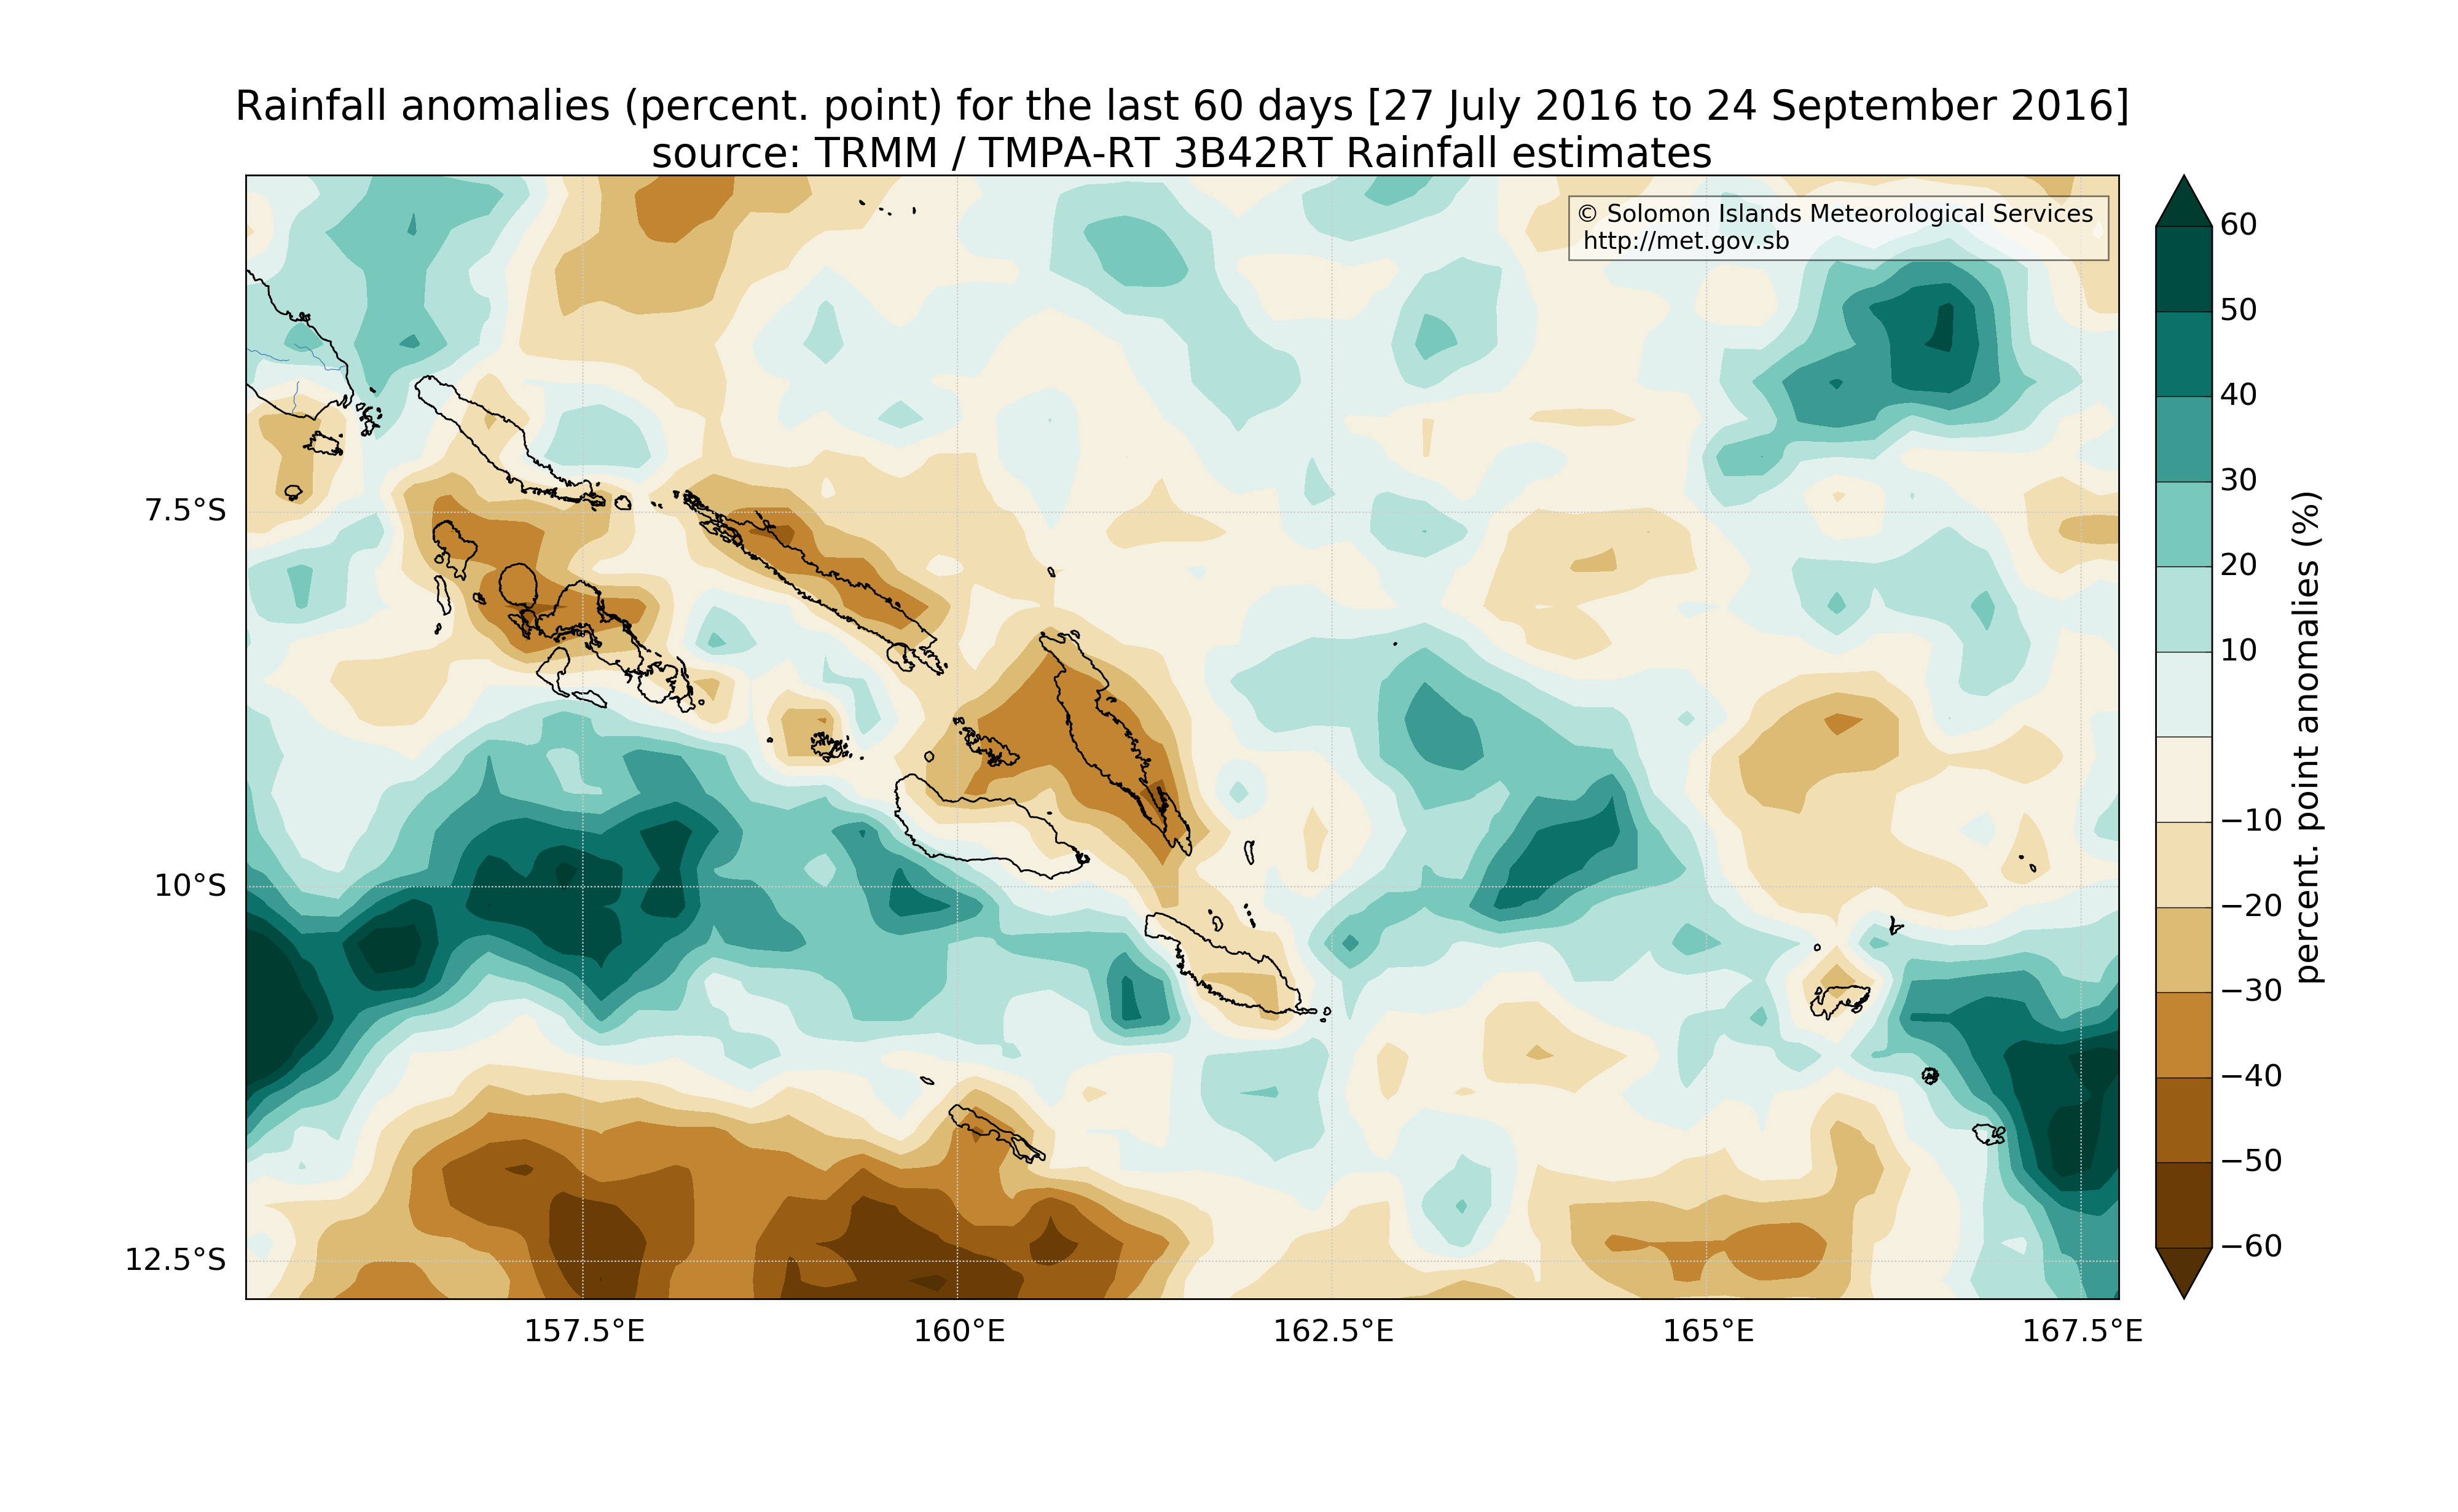 Rainfall anomalies (percent. point) for the last 60 days [27 July 2016 to 24 September 2016]
source: TRMM / TMPA-RT 3B42RT Rainfall estimates
© Solomon Islands Meteorological Services
http://met.gov.sb
7.5°S
10°S
12.5°S
157.5°E
160°E
162.5°E
165°E
167.5°E
60
50
40
30
20
10
−10
−20
−30
−40
−50
−60
percent. point anomalies (%)